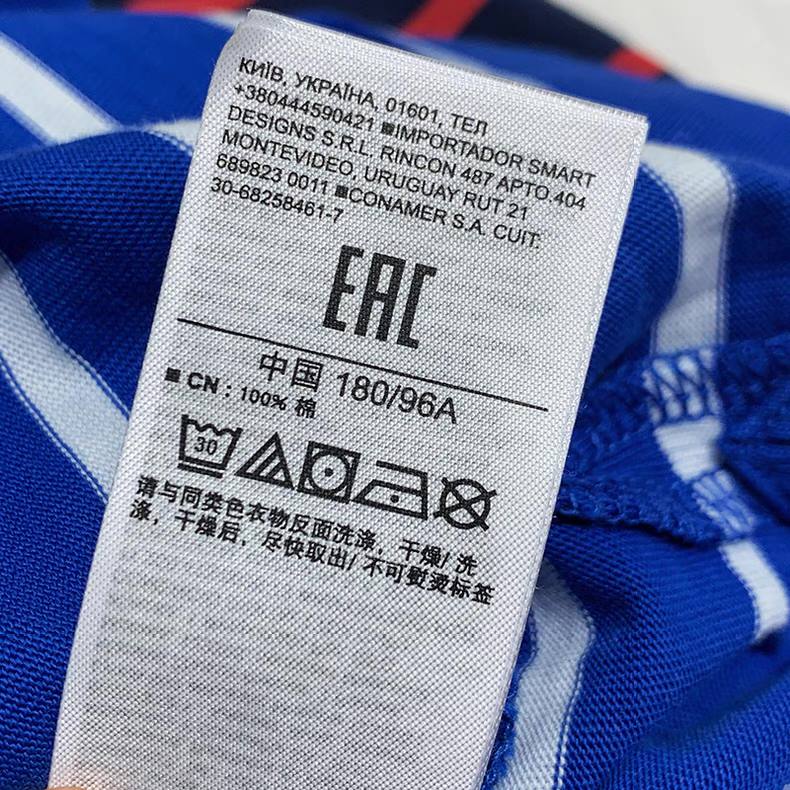 КИЇВ, УКРАЇНА, 01601, ТЕЛ
+380444590421 ■IMPORTADOR SMART
DESIGNS S.R.L. RINCON 487 APTO.404
MONTEVIDEO, URUGUAY RUT 21
689823 0011 ■CONAMER S.A. CUIT:
30-68258461-7
EAC
中国 180/96A
■ CN : 100% 棉
30
请与同类色衣物反面洗涤，干燥/ 洗
涤，干燥后，尽快取出/ 不可熨烫标签